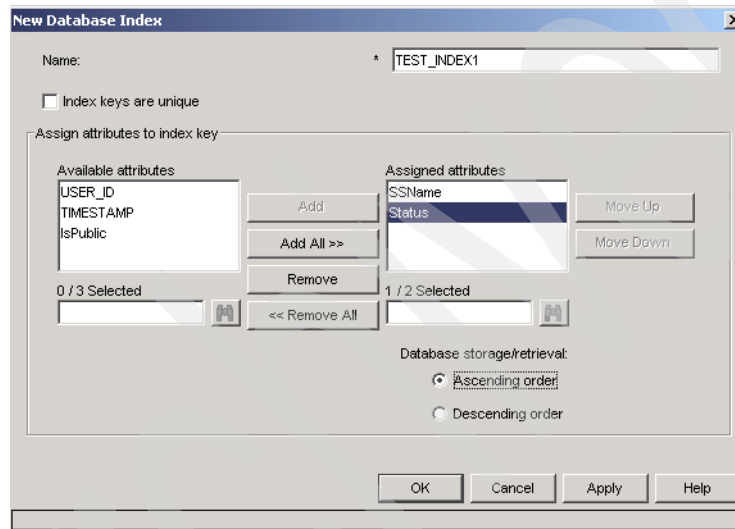 New Database Index
Name: * TEST_INDEX1
Index keys are unique
Assign attributes to index key
Available attributes
USER_ID
TIMESTAMP
IsPublic
0 / 3 Selected
Add
Add All >>
Remove
<< Remove All
Assigned attributes
SSName
Status
1 / 2 Selected
Move Up
Move Down
Database storage/retrieval:
Ascending order
Descending order
OK Cancel Apply Help